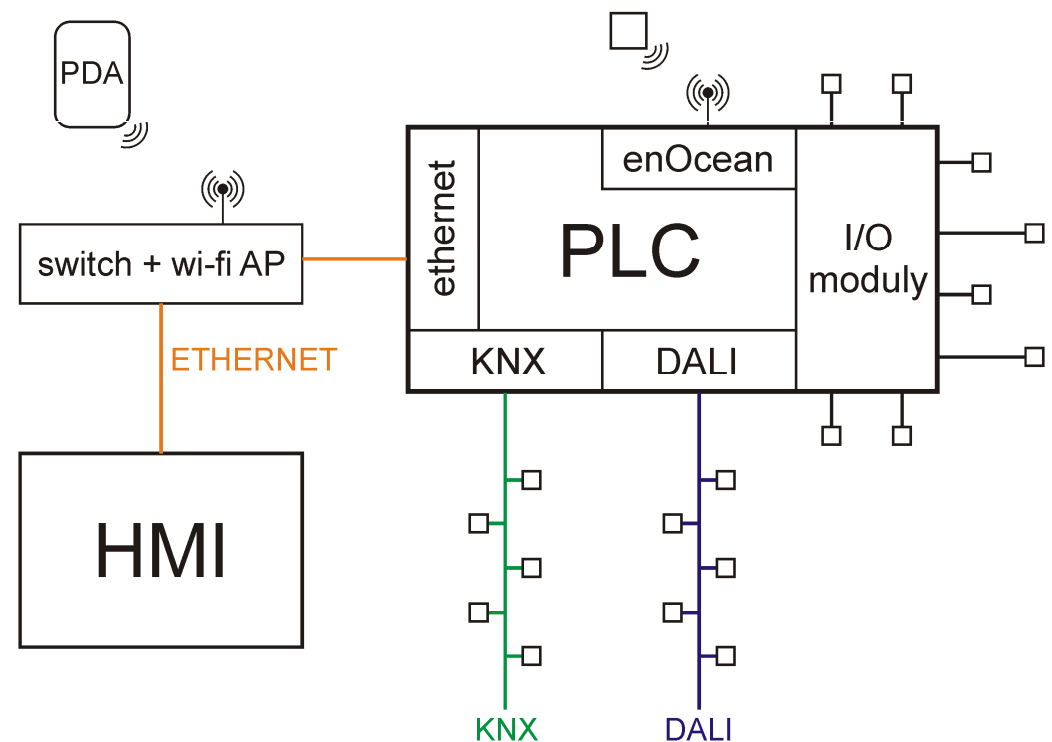 PDA
enOcean
ethernet
PLC
I/O
moduly
switch + wi-fi AP
ETHERNET
KNX
DALI
HMI
KNX
DALI